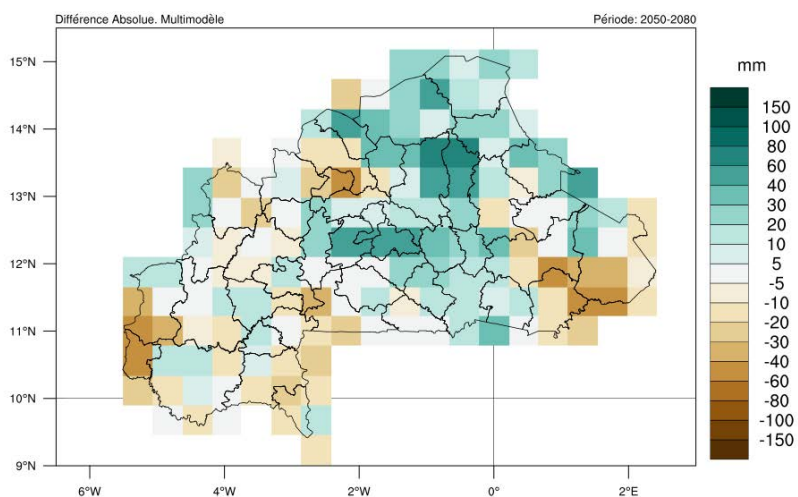 Différence Absolue. Multimodèle
Période: 2050-2080
mm
15°N
14°N
13°N
12°N
11°N
10°N
9°N
6°W
4°W
2°W
0°
2°E
150
100
80
60
40
30
20
10
5
-5
-10
-20
-30
-40
-60
-80
-100
-150